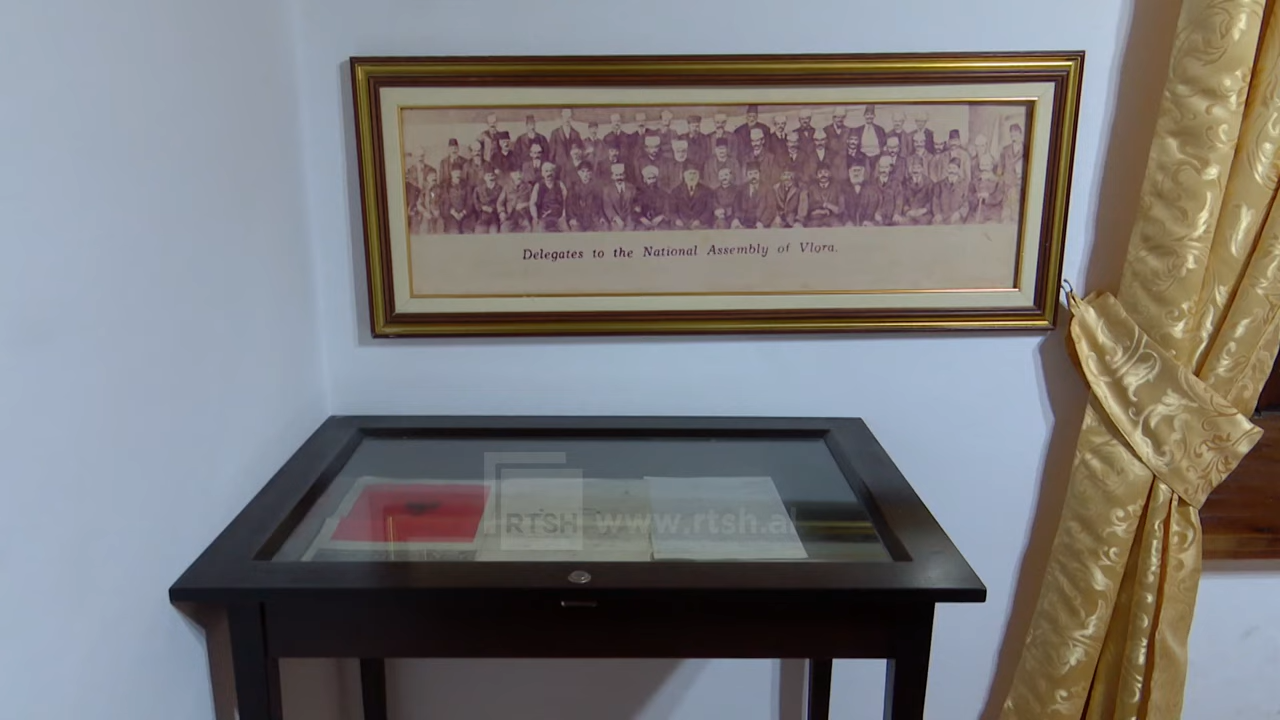 Delegates to the National Assembly of Vlora.
RTSH www.rtsh.al